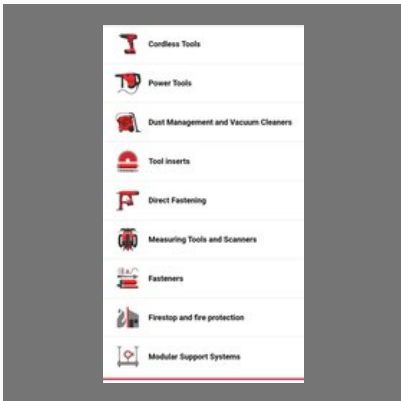 Cordless Tools
Power Tools
Dust Management and Vacuum Cleaners
Tool inserts
Direct Fastening
Measuring Tools and Scanners
Fasteners
Firestop and fire protection
Modular Support Systems